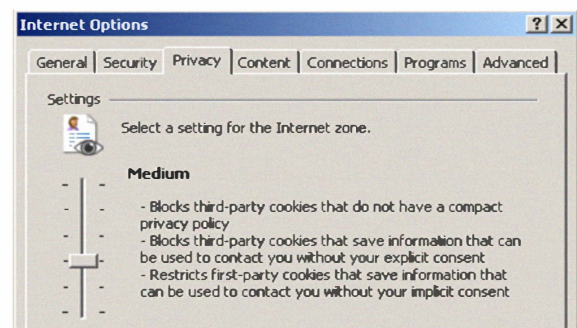 Internet Options
General Security Privacy Content Connections Programs Advanced
Settings
Select a setting for the Internet zone.
Medium
- Blocks third-party cookies that do not have a compact
privacy policy
- Blocks third-party cookies that save information that can
be used to contact you without your explicit consent
- Restricts first-party cookies that save information that
can be used to contact you without your implicit consent